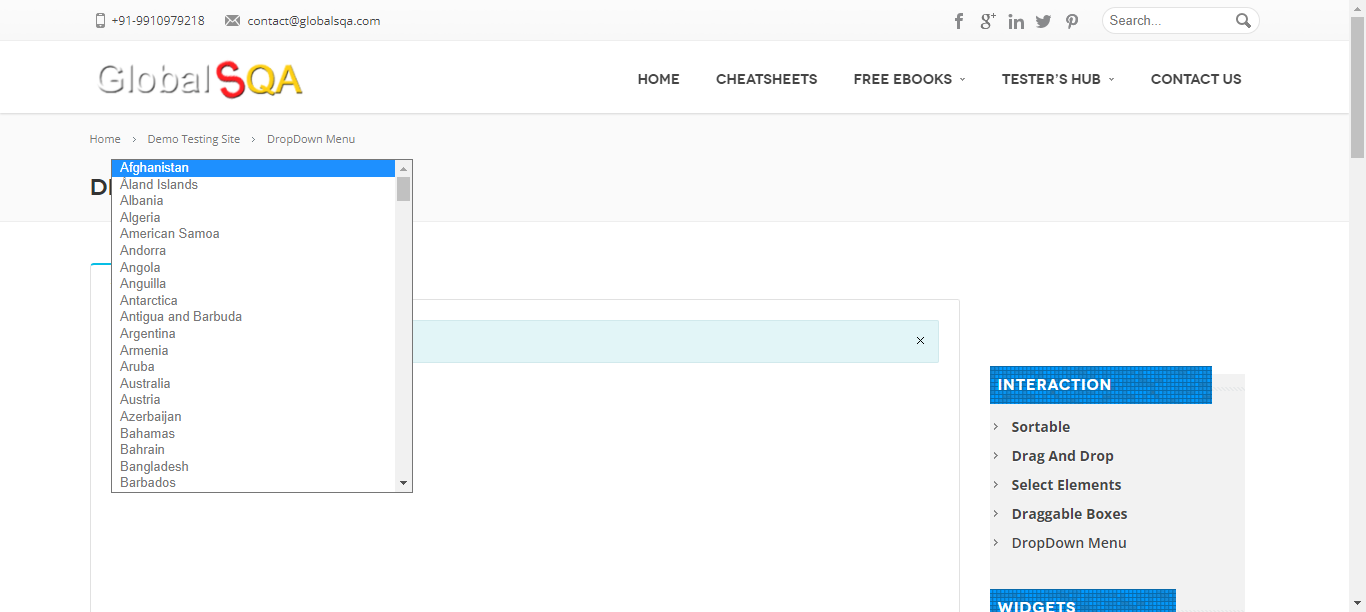 +91-9910979218 contact@globalsqa.com Search...
GlobalSQA
HOME CHEATSHEETS FREE EBOOKS TESTER'S HUB CONTACT US
Home › Demo Testing Site › DropDown Menu
Afghanistan
Åland Islands
Albania
Algeria
American Samoa
Andorra
Angola
Anguilla
Antarctica
Antigua and Barbuda
Argentina
Armenia
Aruba
Australia
Austria
Azerbaijan
Bahamas
Bahrain
Bangladesh
Barbados
INTERACTION
Sortable
Drag And Drop
Select Elements
Draggable Boxes
DropDown Menu
WIDGETS